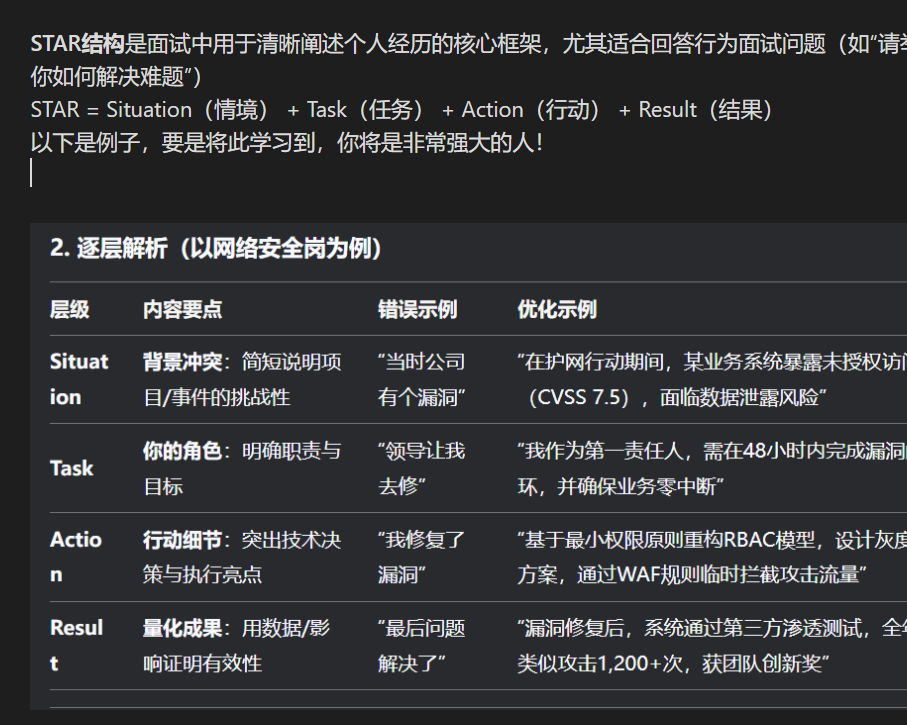 STAR结构是面试中用于清晰阐述个人经历的核心框架，尤其适合回答行为面试问题（如“请
你如何解决难题”）
STAR = Situation（情境） + Task（任务） + Action（行动） + Result（结果）
以下是例子，要是将此学习到，你将是非常强大的人！
2. 逐层解析（以网络安全岗为例）
层级 内容要点 错误示例 优化示例
Situat 背景冲突：简短说明项 “当时公司 “在护网行动期间，某业务系统暴露未授权访问
ion 目/事件的挑战性 有个漏洞” （CVSS 7.5），面临数据泄露风险”
Task 你的角色：明确职责与 “领导让我 “我作为第一责任人，需在48小时内完成漏洞
目标 去修” 环，并确保业务零中断”
Actio 行动细节：突出技术决 “我修复了 “基于最小权限原则重构RBAC模型，设计灰度
n 策与执行亮点 漏洞” 方案，通过WAF规则临时拦截攻击流量”
Resul 量化成果：用数据/影 “最后问题 “漏洞修复后，系统通过第三方渗透测试，全
t 响证明有效性 解决了” 类似攻击1,200+次，获团队创新奖”